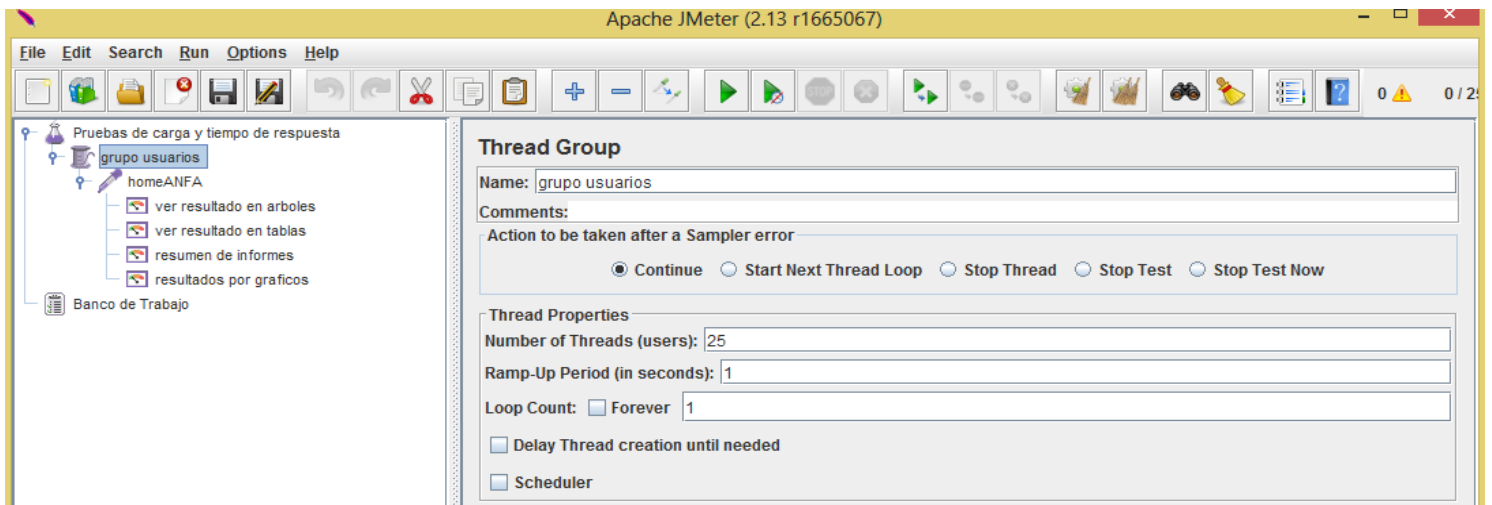 Apache JMeter (2.13 r1665067)
File Edit Search Run Options Help
STOP
0 0 / 25
Pruebas de carga y tiempo de respuesta
grupo usuarios
homeANFA
ver resultado en arboles
ver resultado en tablas
resumen de informes
resultados por graficos
Banco de Trabajo
Thread Group
Name: grupo usuarios
Comments:
Action to be taken after a Sampler error
Continue Start Next Thread Loop Stop Thread Stop Test Stop Test Now
Thread Properties
Number of Threads (users): 25
Ramp-Up Period (in seconds): 1
Loop Count: Forever 1
Delay Thread creation until needed
Scheduler